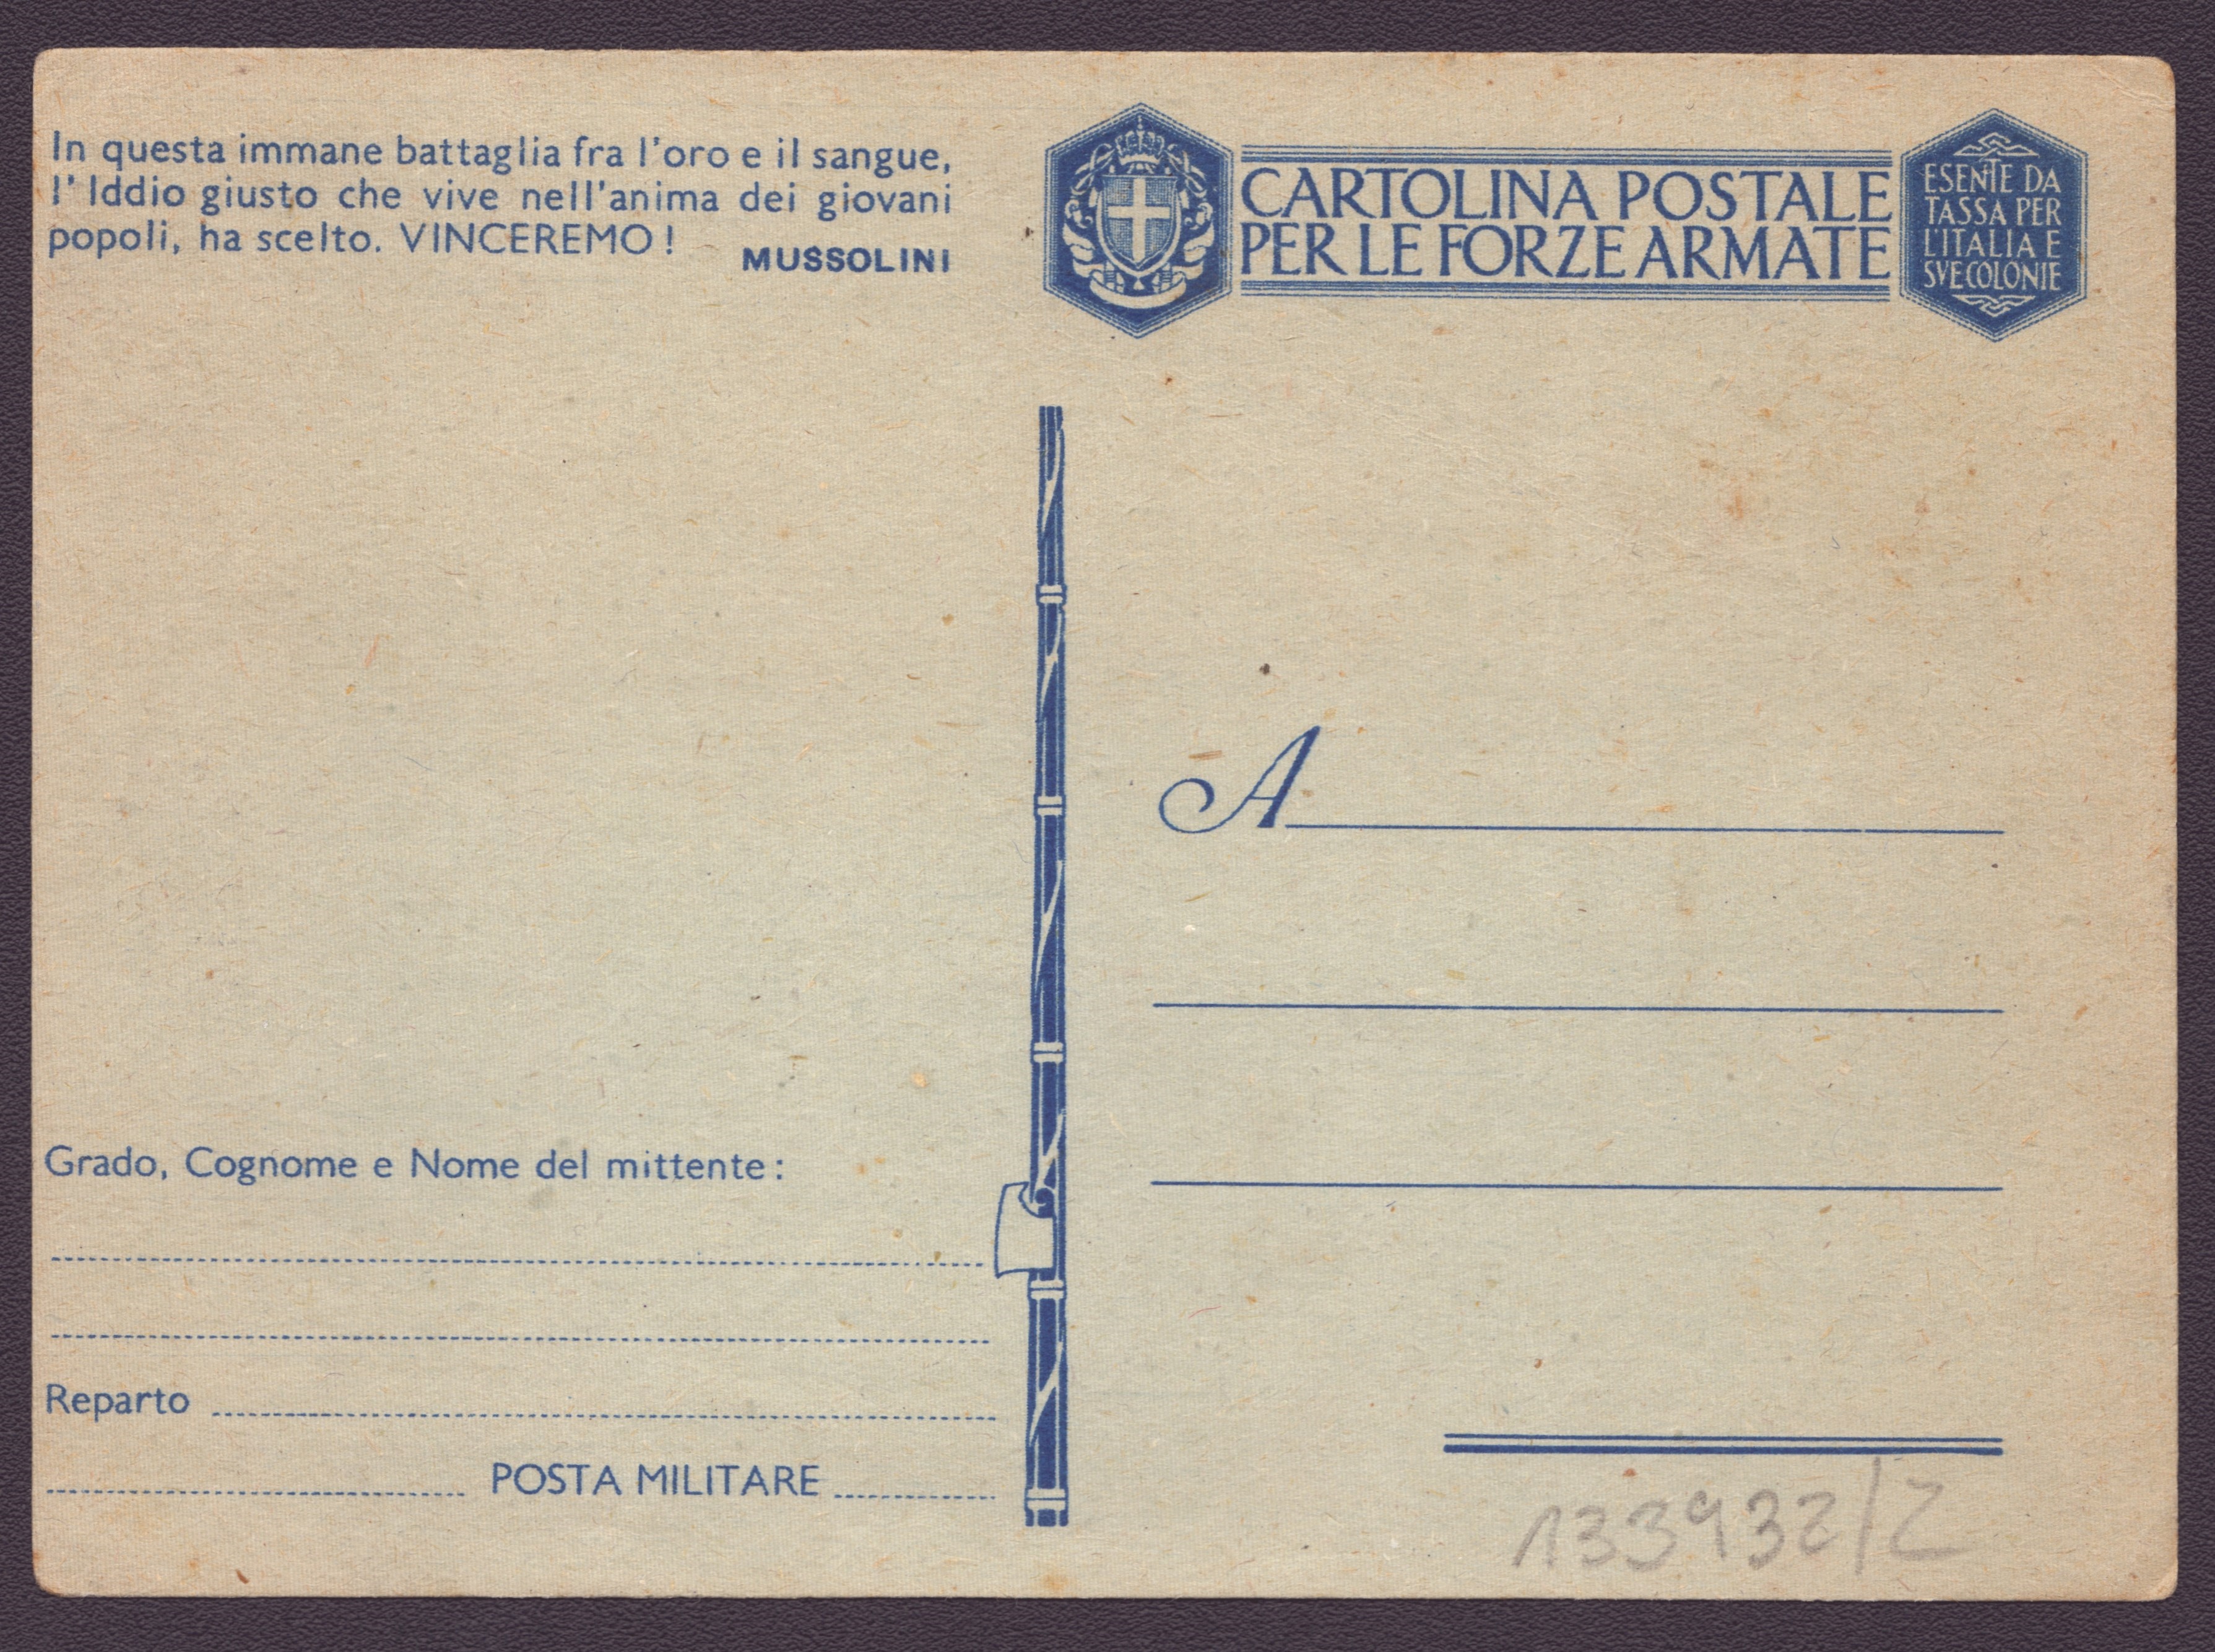 In questa immane battaglia fra l'oro e il sangue,
l'Iddio giusto che vive nell'anima dei giovani
popoli, ha scelto. VINCEREMO!
MUSSOLINI
CARTOLINA POSTALE
PER LE FORZE ARMATE
ESENTE DA
TASSA PER
L'ITALIA E
SVE COLONIE
A
Grado, Cognome e Nome del mittente:
Reparto
POSTA MILITARE
133932/2